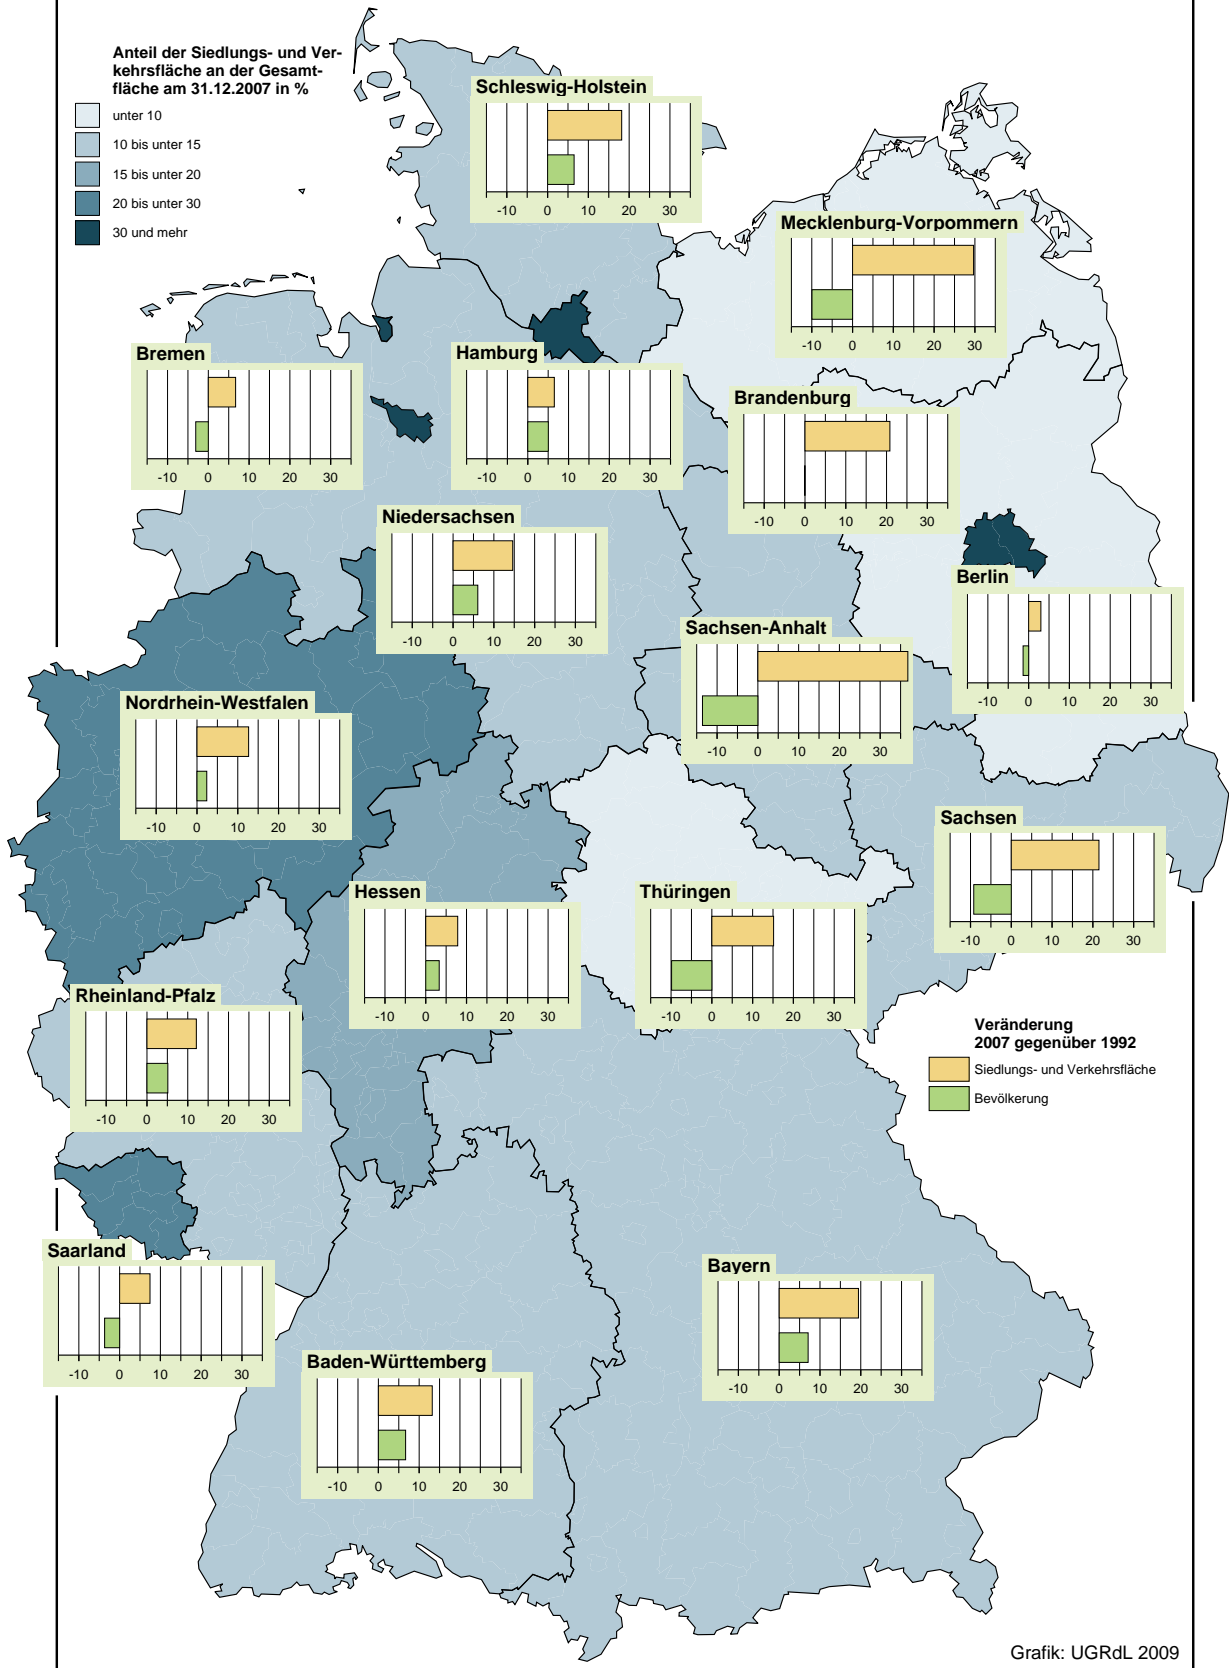 Anteil der Siedlungs- und Ver-
kehrsfläche an der Gesamt-
fläche am 31.12.2007 in %
unter 10
10 bis unter 15
15 bis unter 20
20 bis unter 30
30 und mehr
Schleswig-Holstein
-10 0 10 20 30
Mecklenburg-Vorpommern
-10 0 10 20 30
Bremen
-10 0 10 20 30
Hamburg
-10 0 10 20 30
Brandenburg
-10 0 10 20 30
Niedersachsen
-10 0 10 20 30
Berlin
-10 0 10 20 30
Sachsen-Anhalt
-10 0 10 20 30
Nordrhein-Westfalen
-10 0 10 20 30
Sachsen
-10 0 10 20 30
Hessen
-10 0 10 20 30
Thüringen
-10 0 10 20 30
Rheinland-Pfalz
-10 0 10 20 30
Veränderung
2007 gegenüber 1992
Siedlungs- und Verkehrsfläche
Bevölkerung
Saarland
-10 0 10 20 30
Bayern
-10 0 10 20 30
Baden-Württemberg
-10 0 10 20 30
Grafik: UGRdL 2009